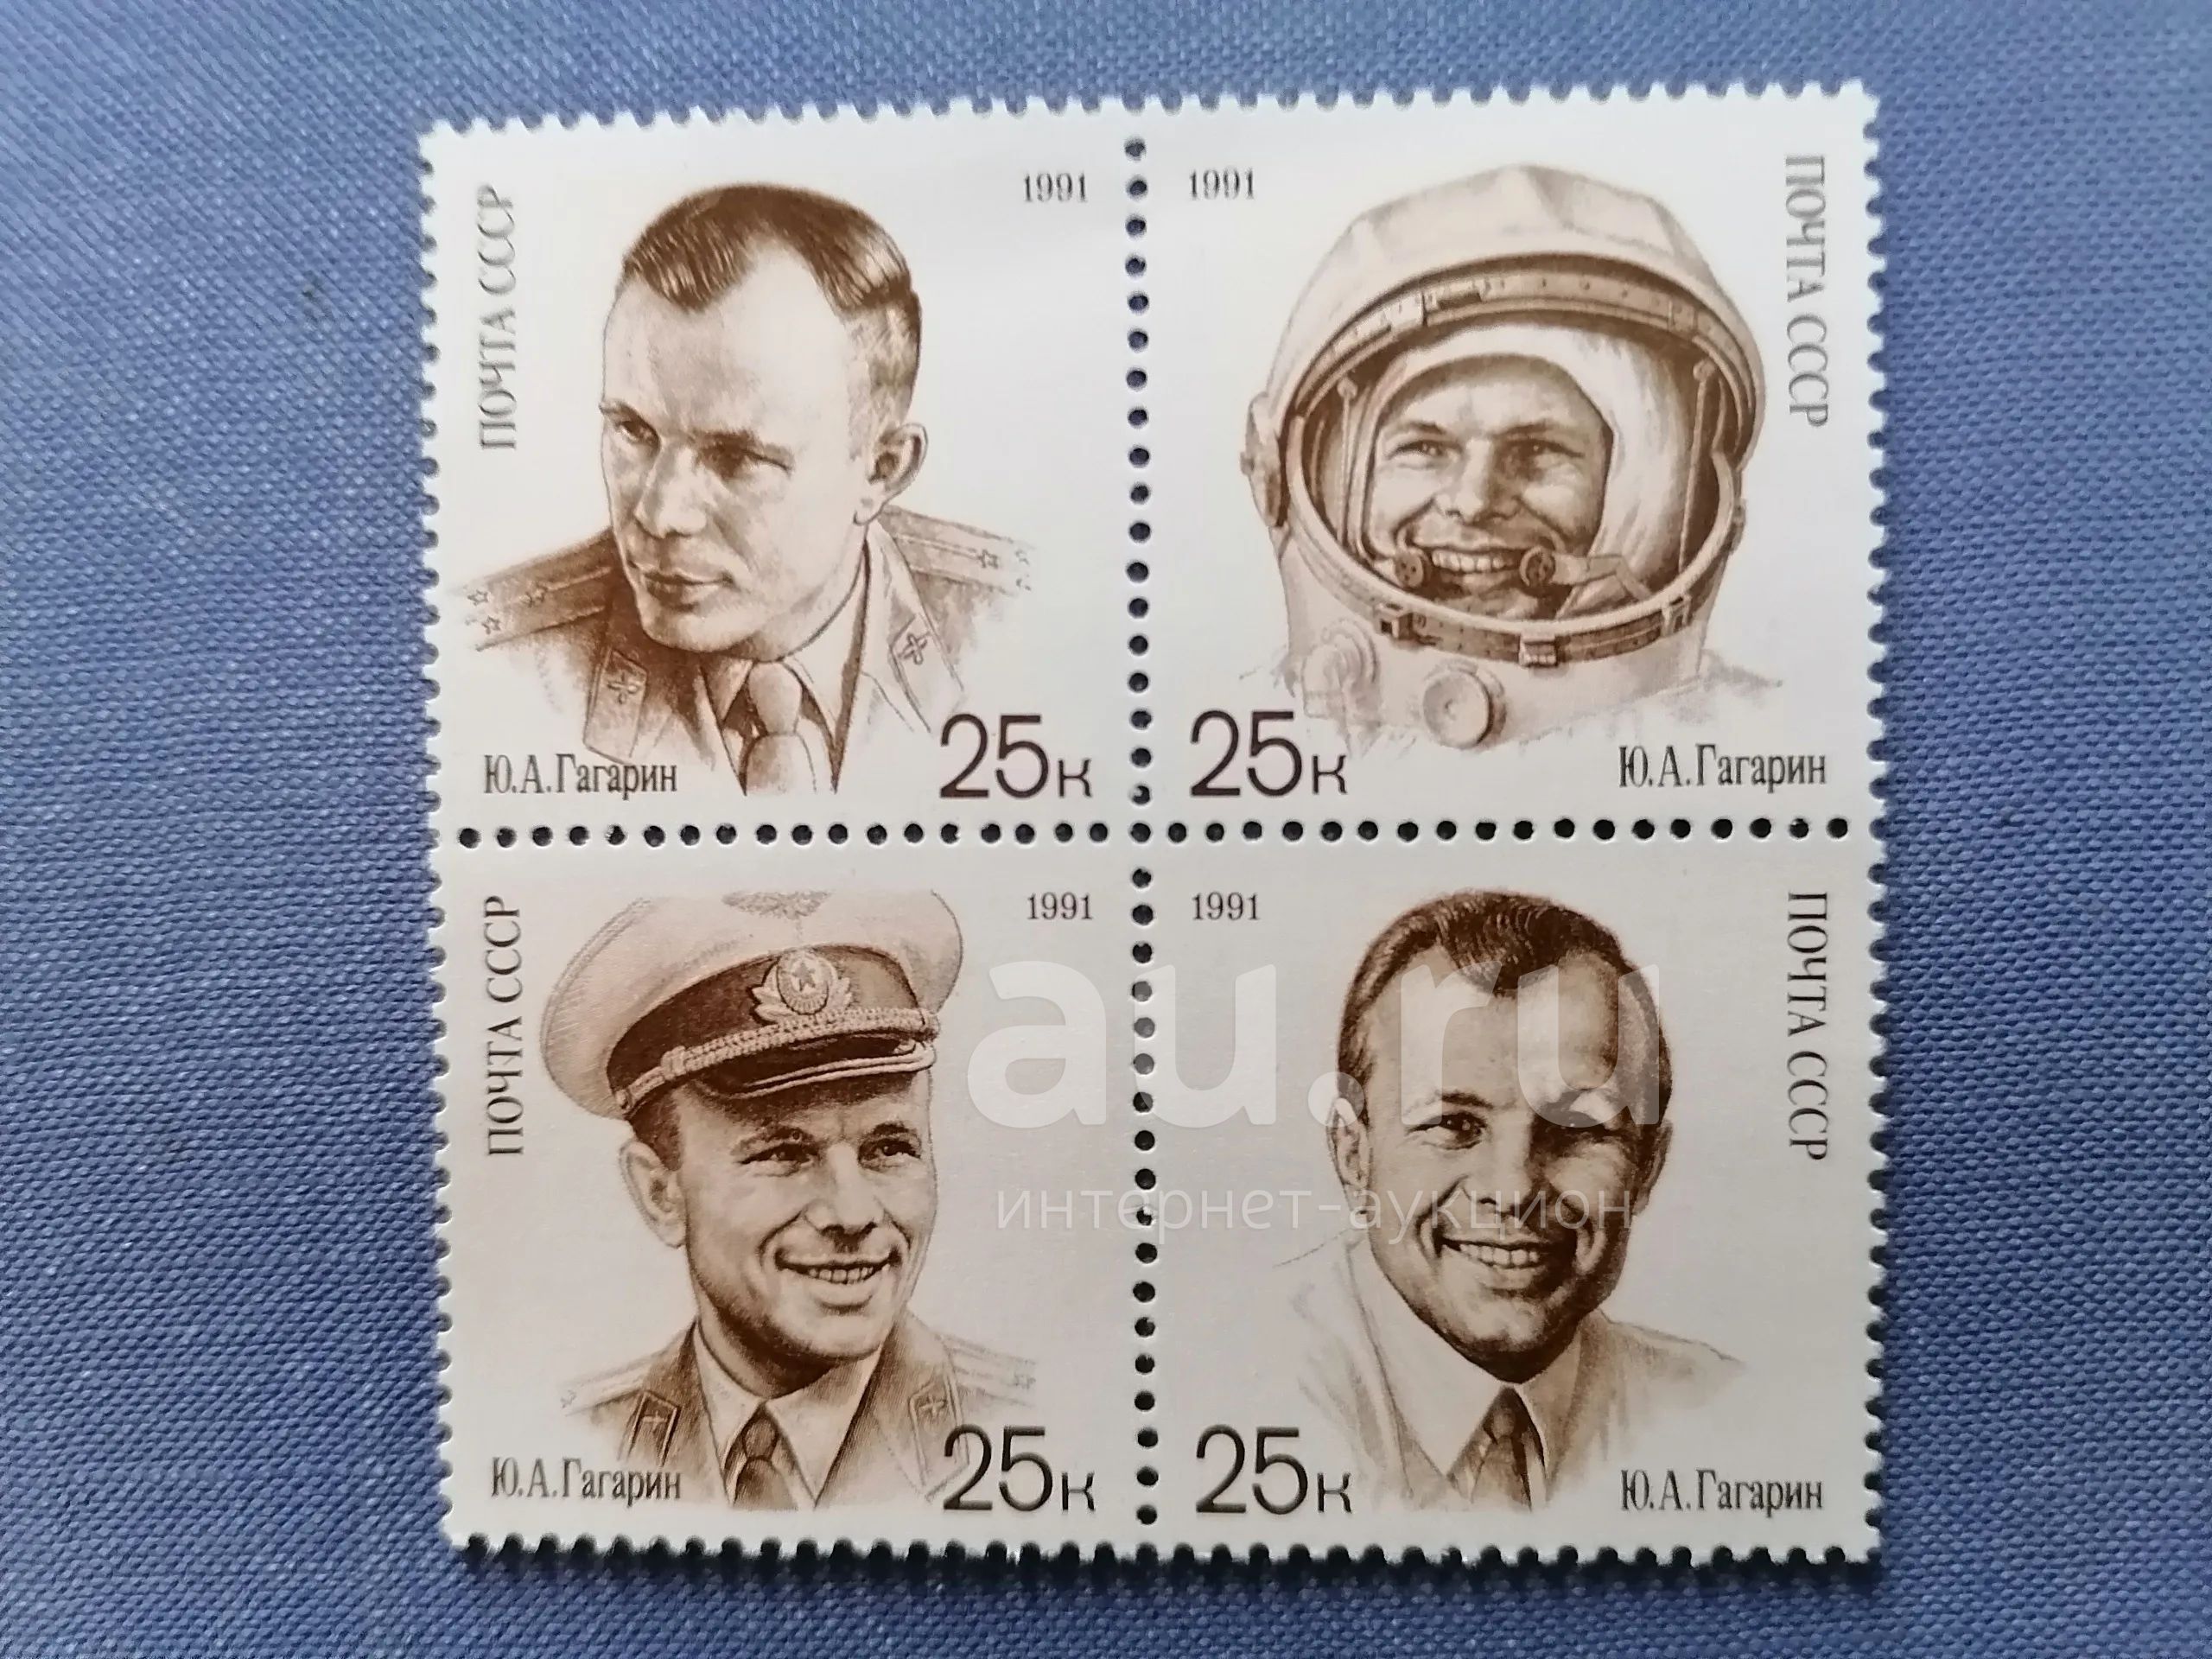 ПОЧТА СССР
1991
Ю.А.Гагарин
25к
1991
ПОЧТА СССР
25к
Ю.А.Гагарин
ПОЧТА СССР
1991
Ю.А.Гагарин
25к
1991
ПОЧТА СССР
25к
Ю.А.Гагарин
au.ru
интернет-аукцион